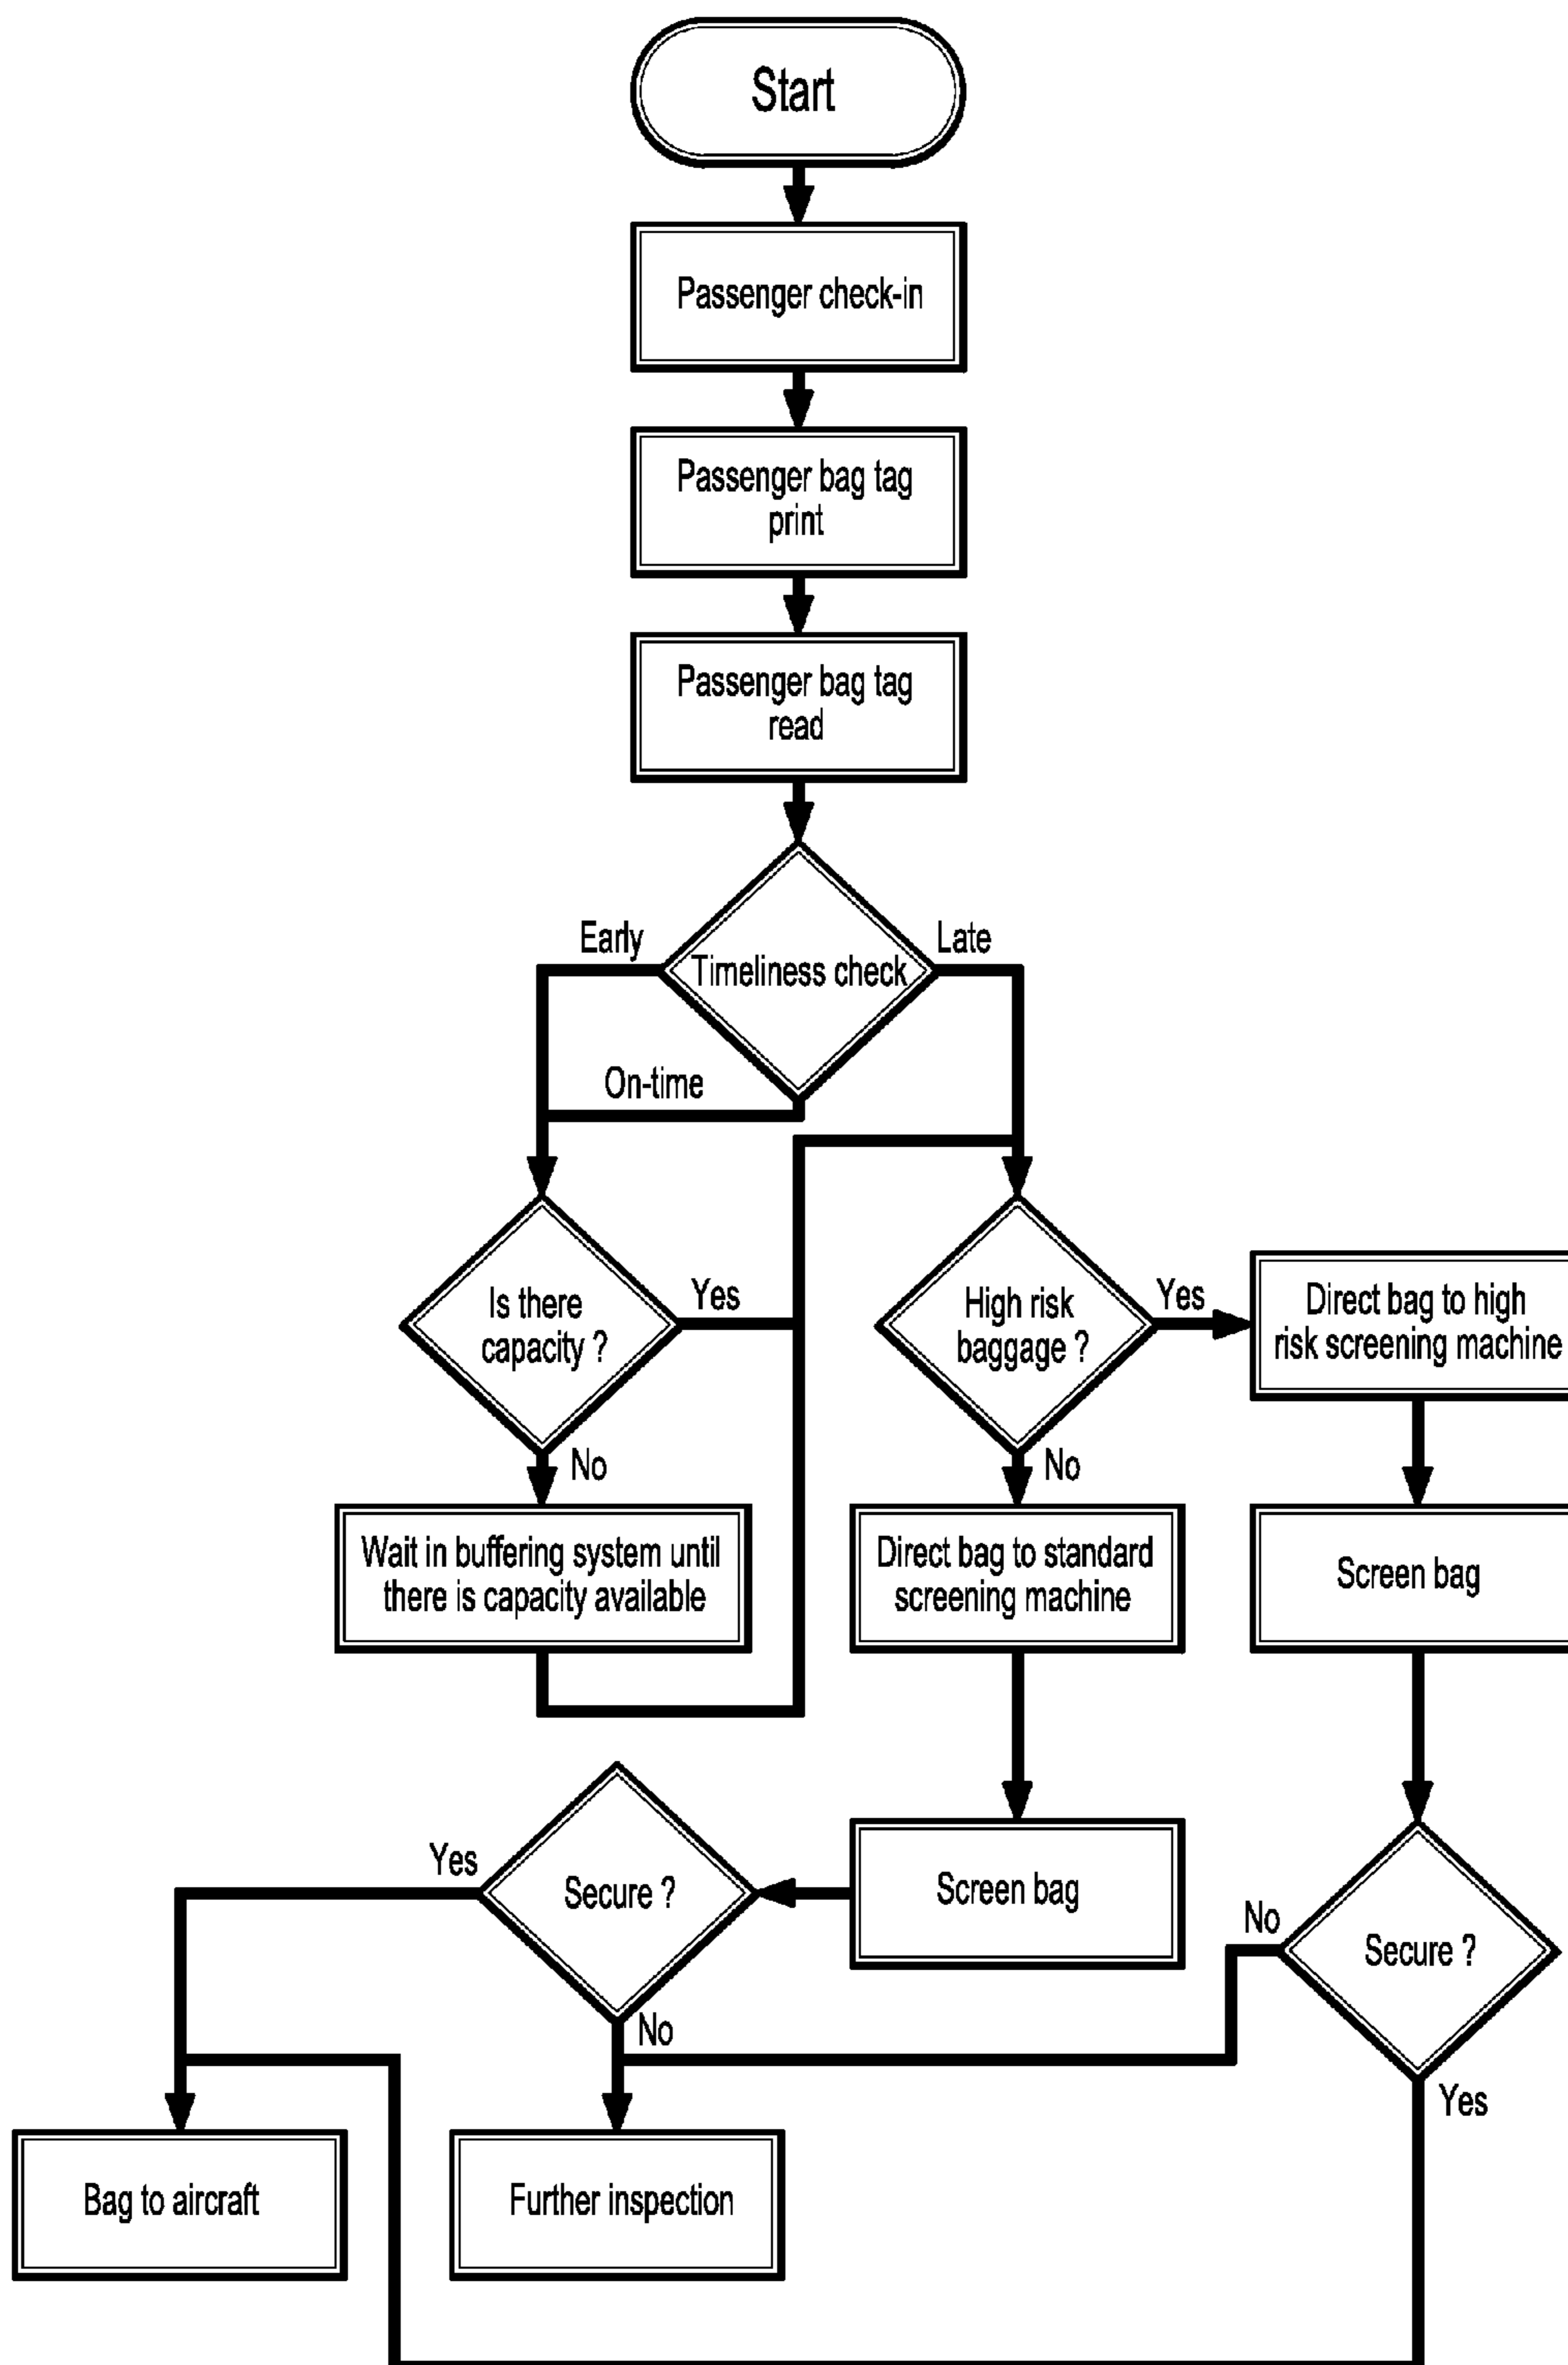 Start
Passenger check-in
Passenger bag tag
print
Passenger bag tag
read
Early
Late
Timeliness check
On-time
Is there
capacity ?
Yes
High risk
baggage ?
Yes
Direct bag to high
risk screening machine
No
No
Wait in buffering system until
there is capacity available
Direct bag to standard
screening machine
Screen bag
Yes
Secure ?
Screen bag
No
Secure ?
No
Yes
Bag to aircraft
Further inspection